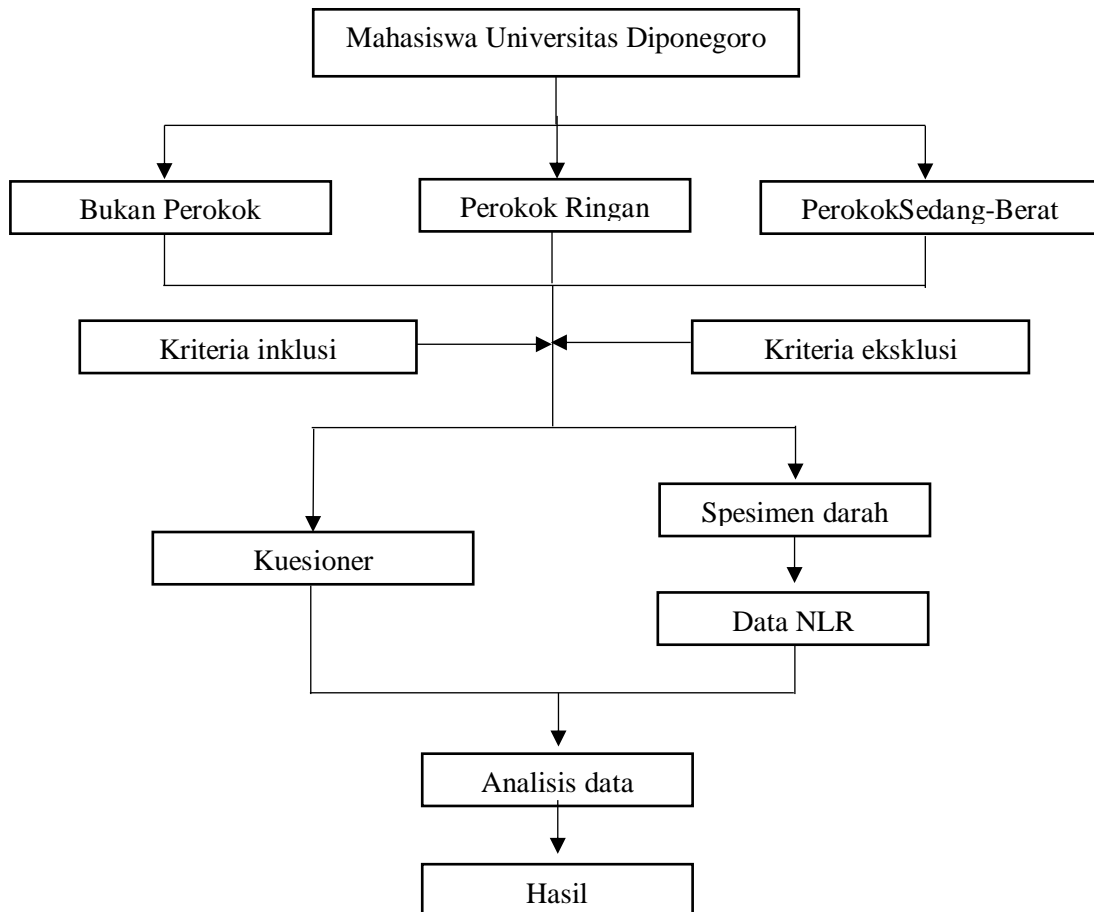 Mahasiswa Universitas Diponegoro
Bukan Perokok
Perokok Ringan
PerokokSedang-Berat
Kriteria inklusi
Kriteria eksklusi
Spesimen darah
Kuesioner
Data NLR
Analisis data
Hasil